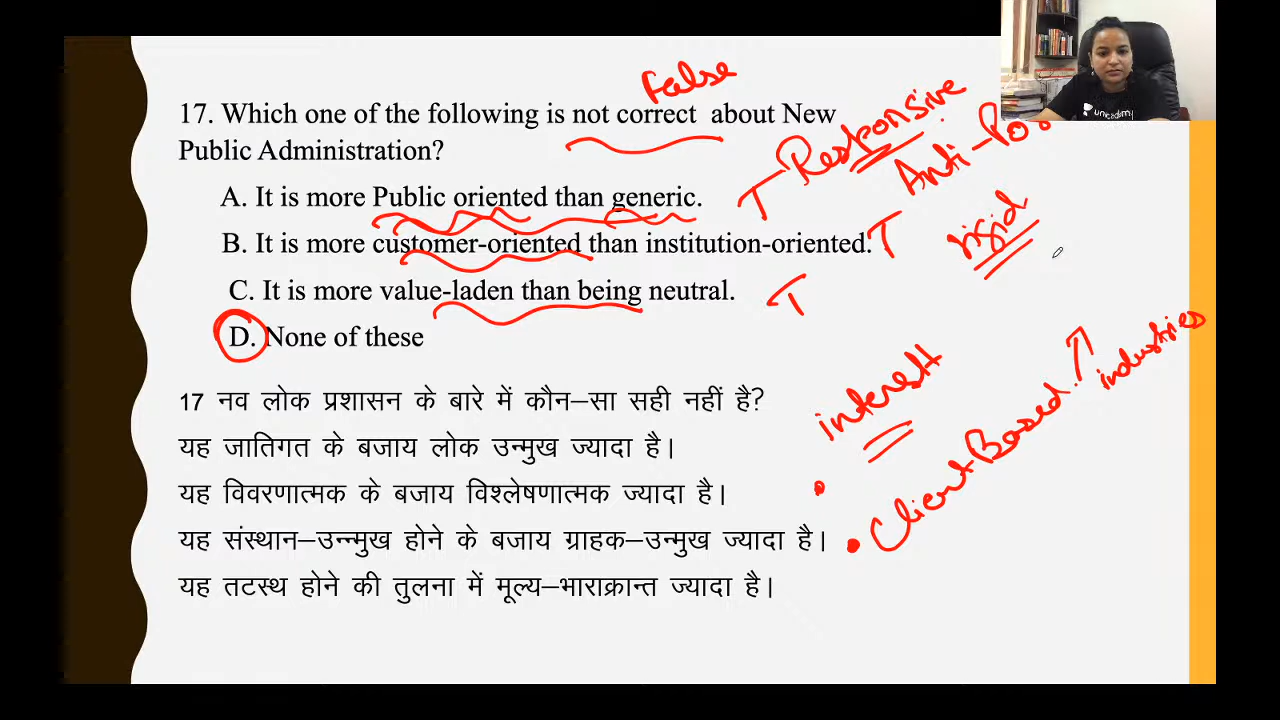 False
17. Which one of the following is not correct about New
Public Administration?
A. It is more Public oriented than generic.
B. It is more customer-oriented than institution-oriented.
C. It is more value-laden than being neutral.
D. None of these
T Responsive
Anti-Pos
T rigid
T
17 नव लोक प्रशासन के बारे में कौन–सा सही नहीं है?
यह जातिगत के बजाय लोक उन्मुख ज्यादा है।
यह विवरणात्मक के बजाय विश्लेषणात्मक ज्यादा है।
यह संस्थान–उन्न्मुख होने के बजाय ग्राहक–उन्मुख ज्यादा है।
यह तटस्थ होने की तुलना में मूल्य–भाराक्रान्त ज्यादा है।
interest
Client Based
industries
unacademy